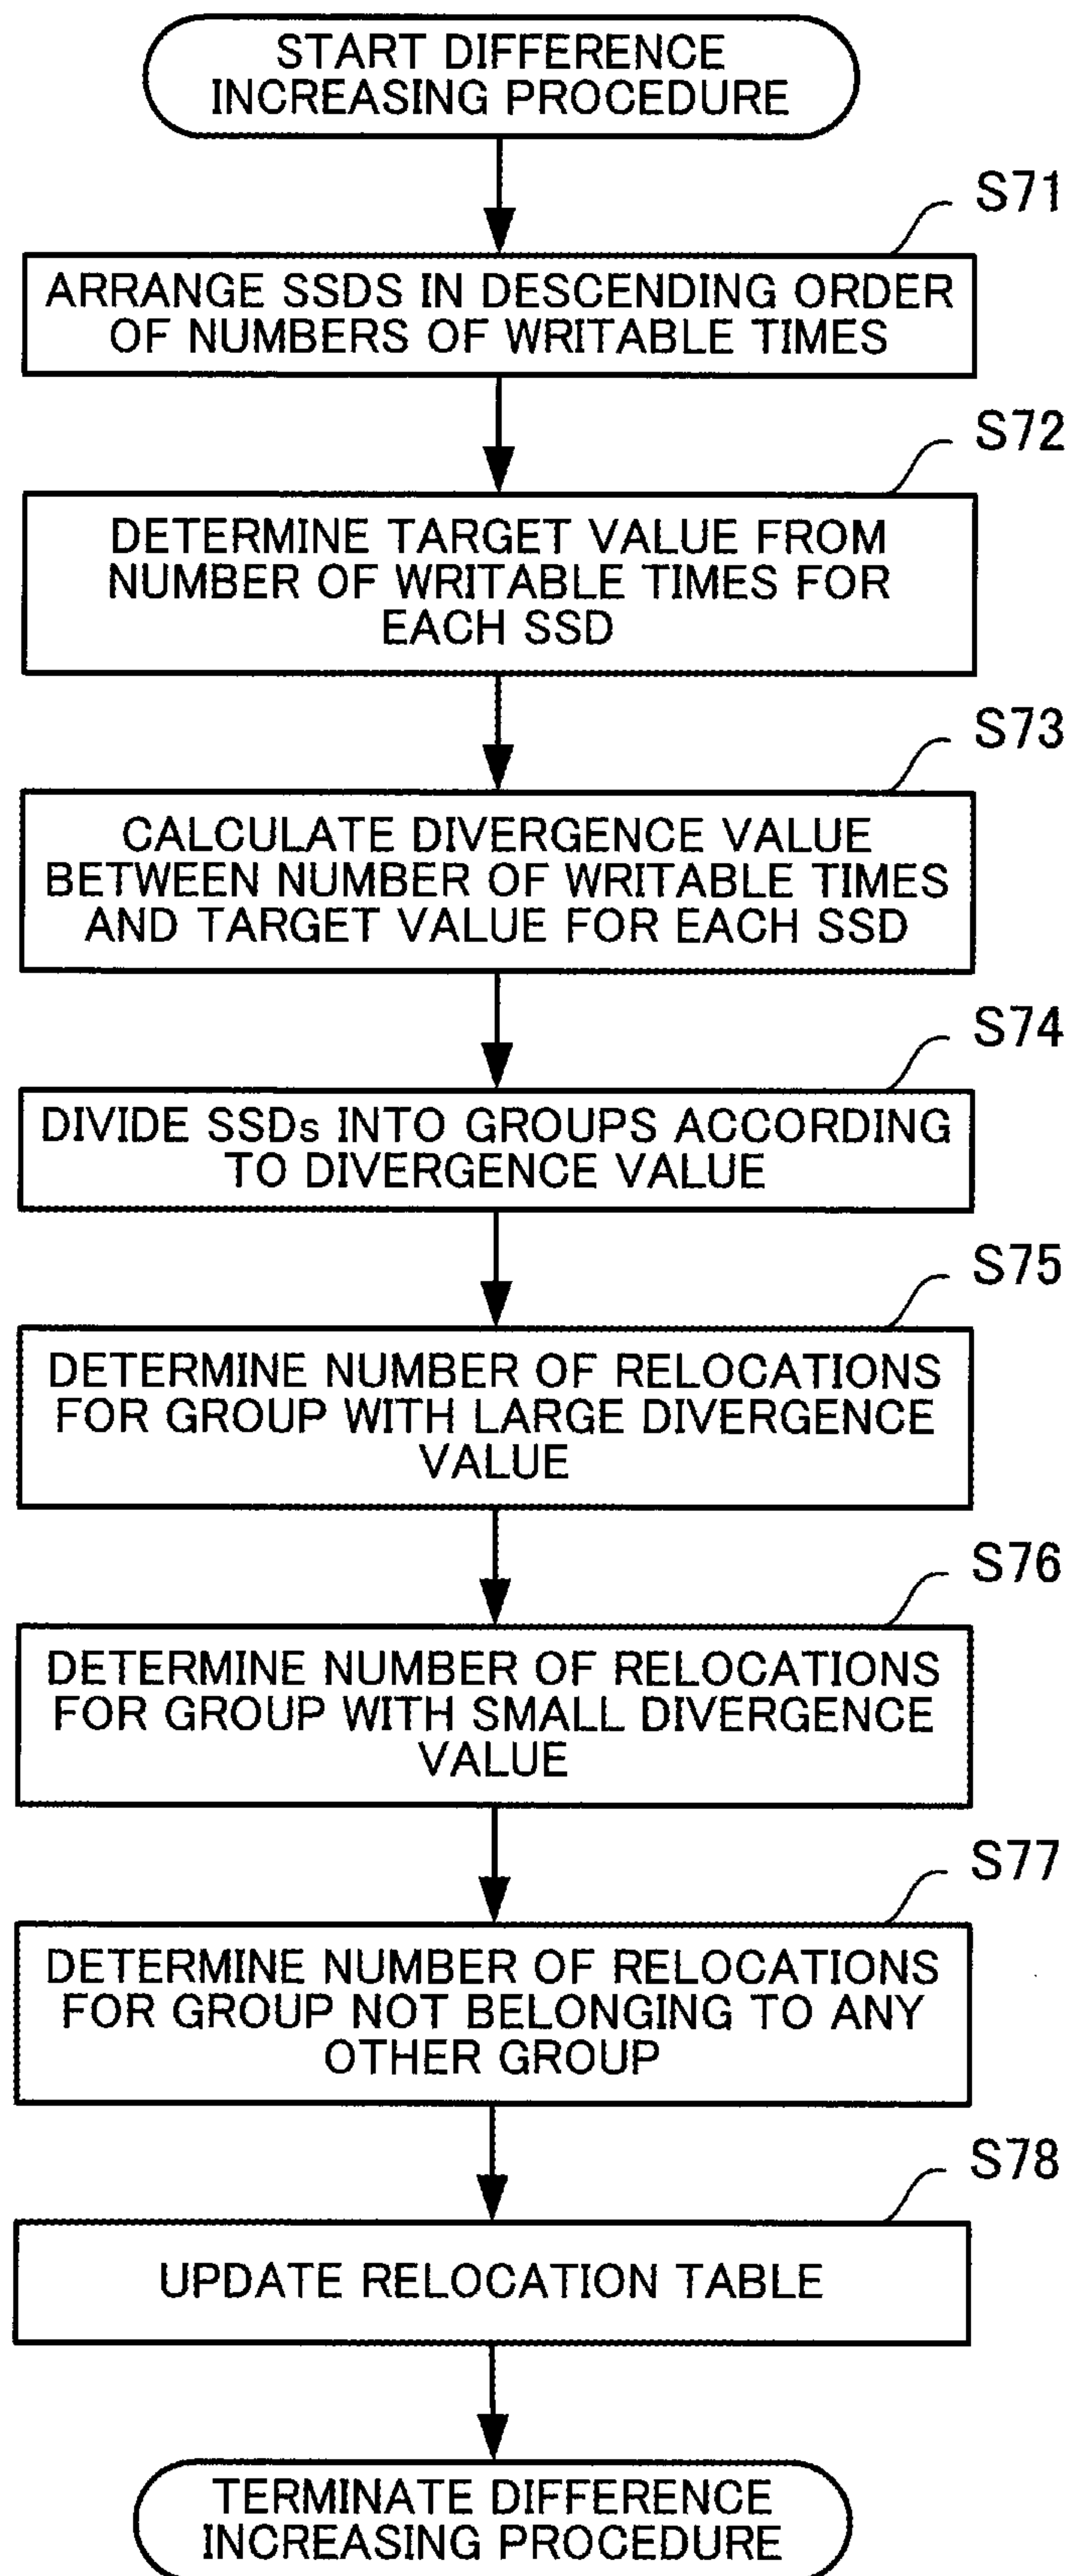 START DIFFERENCE
INCREASING PROCEDURE
S71
ARRANGE SSDS IN DESCENDING ORDER
OF NUMBERS OF WRITABLE TIMES
S72
DETERMINE TARGET VALUE FROM
NUMBER OF WRITABLE TIMES FOR
EACH SSD
S73
CALCULATE DIVERGENCE VALUE
BETWEEN NUMBER OF WRITABLE TIMES
AND TARGET VALUE FOR EACH SSD
S74
DIVIDE SSDs INTO GROUPS ACCORDING
TO DIVERGENCE VALUE
S75
DETERMINE NUMBER OF RELOCATIONS
FOR GROUP WITH LARGE DIVERGENCE
VALUE
S76
DETERMINE NUMBER OF RELOCATIONS
FOR GROUP WITH SMALL DIVERGENCE
VALUE
S77
DETERMINE NUMBER OF RELOCATIONS
FOR GROUP NOT BELONGING TO ANY
OTHER GROUP
S78
UPDATE RELOCATION TABLE
TERMINATE DIFFERENCE
INCREASING PROCEDURE